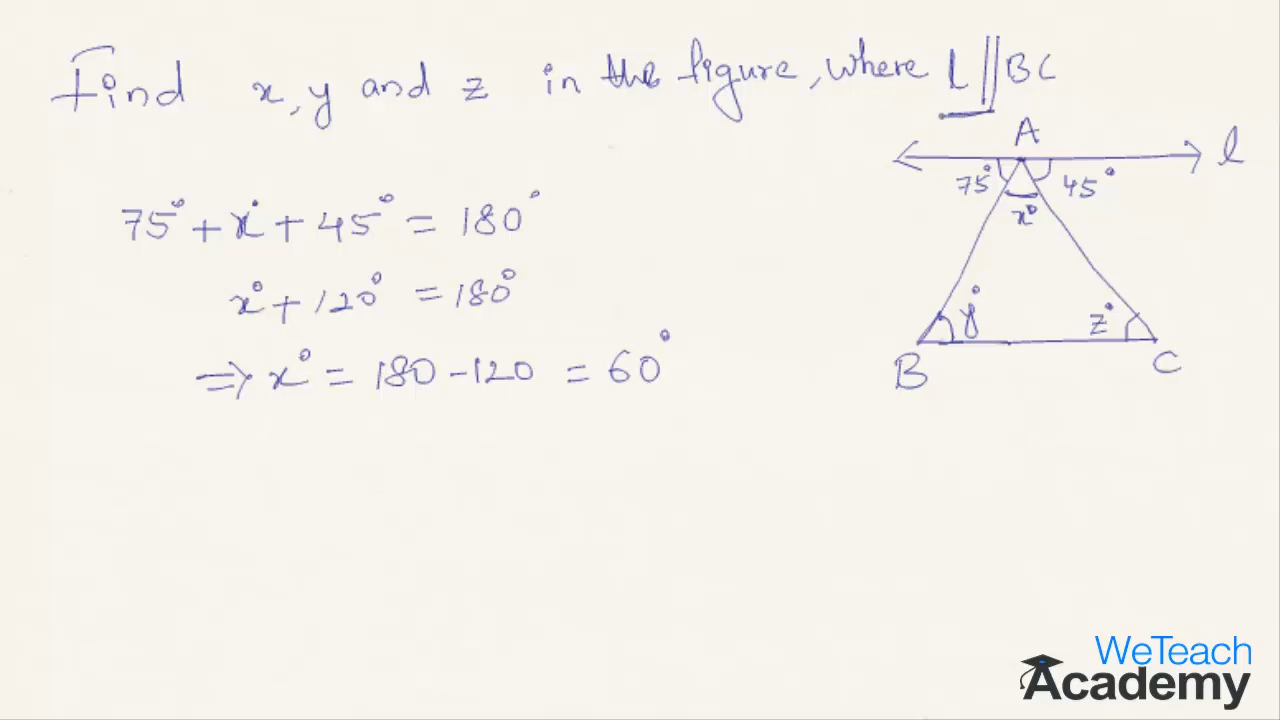 Find x, y and z in the figure, where l || BC
A
l
75° 45°
x°
75° + x° + 45° = 180°
x° + 120° = 180°
y° z°
⇒ x° = 180 - 120 = 60°
B C
WeTeach
Academy